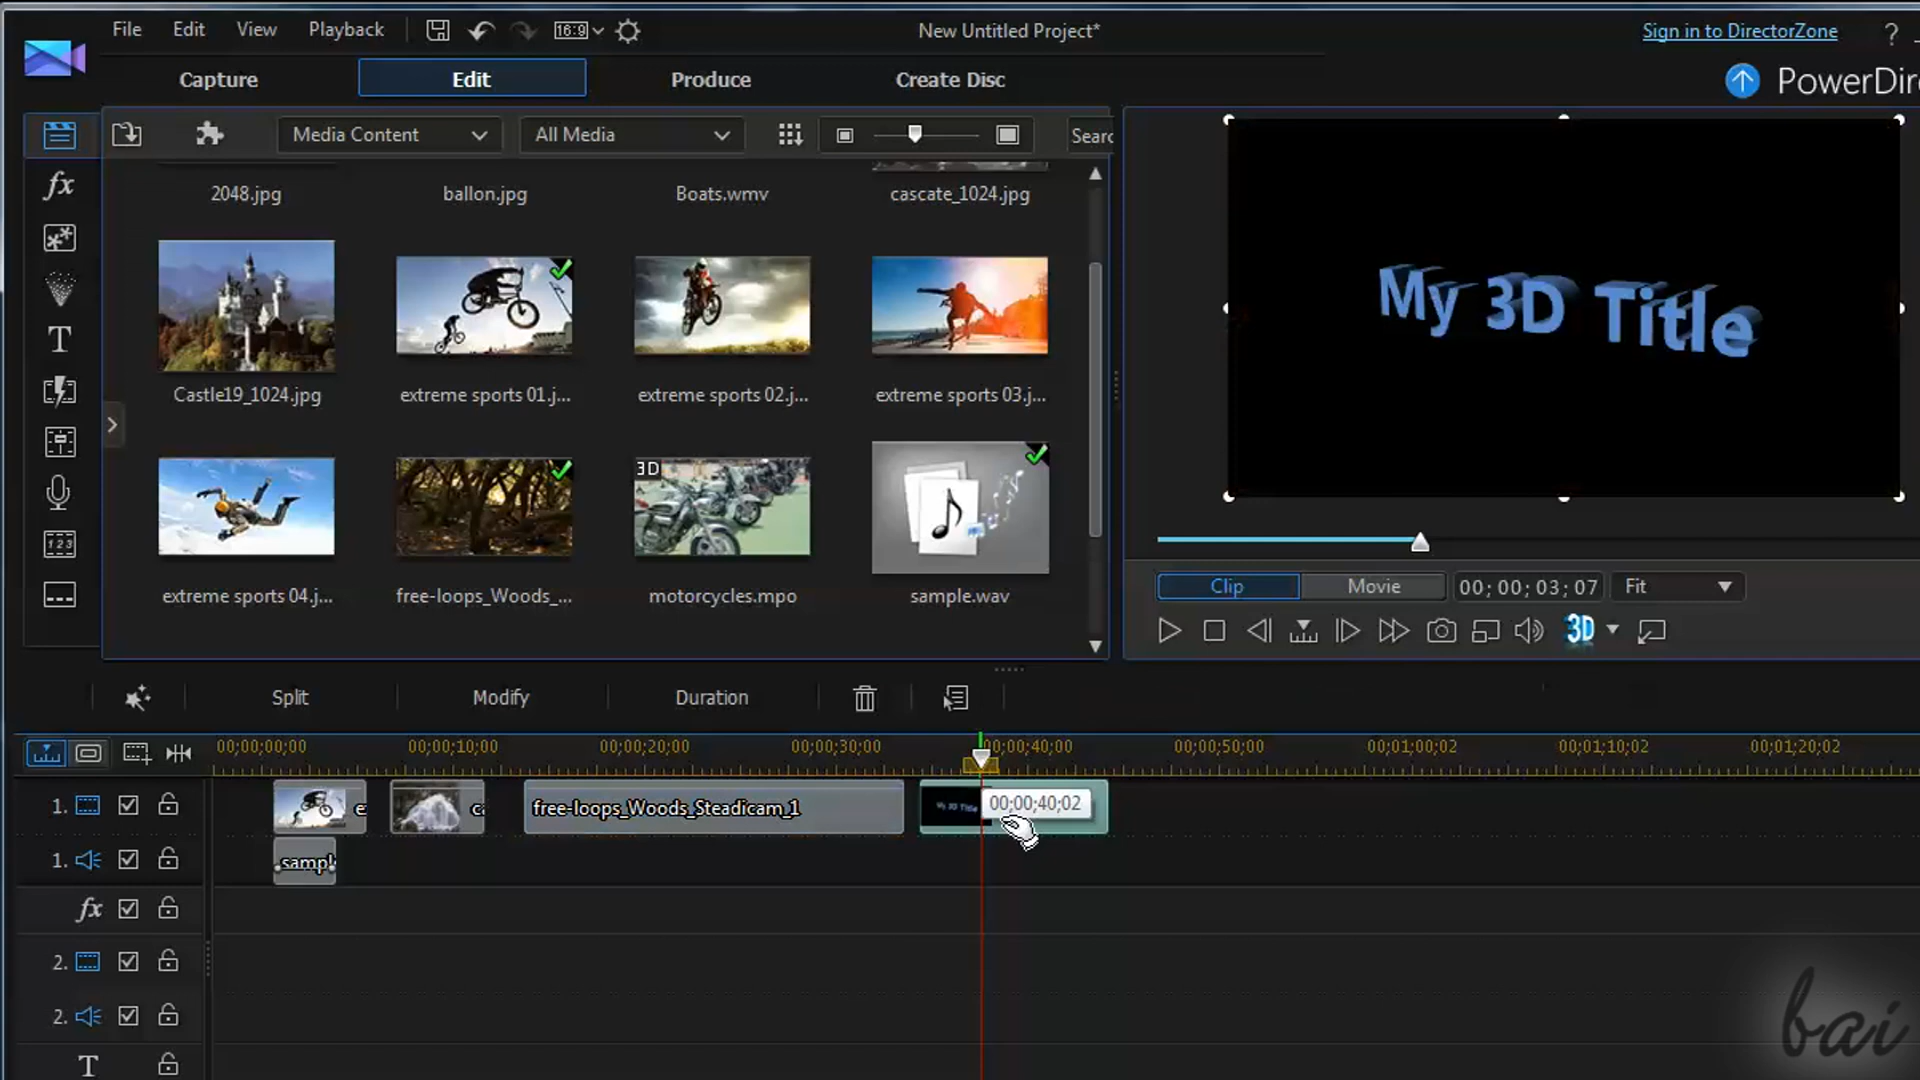 File Edit View Playback 16:9 New Untitled Project* Sign in to DirectorZone ?
Capture Edit Produce Create Disc
Media Content All Media
2048.jpg ballon.jpg Boats.wmv cascate_1024.jpg
My 3D Title
Castle19_1024.jpg extreme sports 01.j... extreme sports 02.j... extreme sports 03.j...
3D
extreme sports 04.j... free-loops_Woods_... motorcycles.mpo sample.wav
Clip Movie 00; 00; 03; 07 Fit
3D
Split Modify Duration
00;00;00;00 00;00;10;00 00;00;20;00 00;00;30;00 00;00;40;00 00;00;50;00 00;01;00;02 00;01;10;02 00;01;20;02
1. free-loops_Woods_Steadicam_1 My 3D Title 00;00;40;02
1. sampl
fx
2.
2.
T
bai